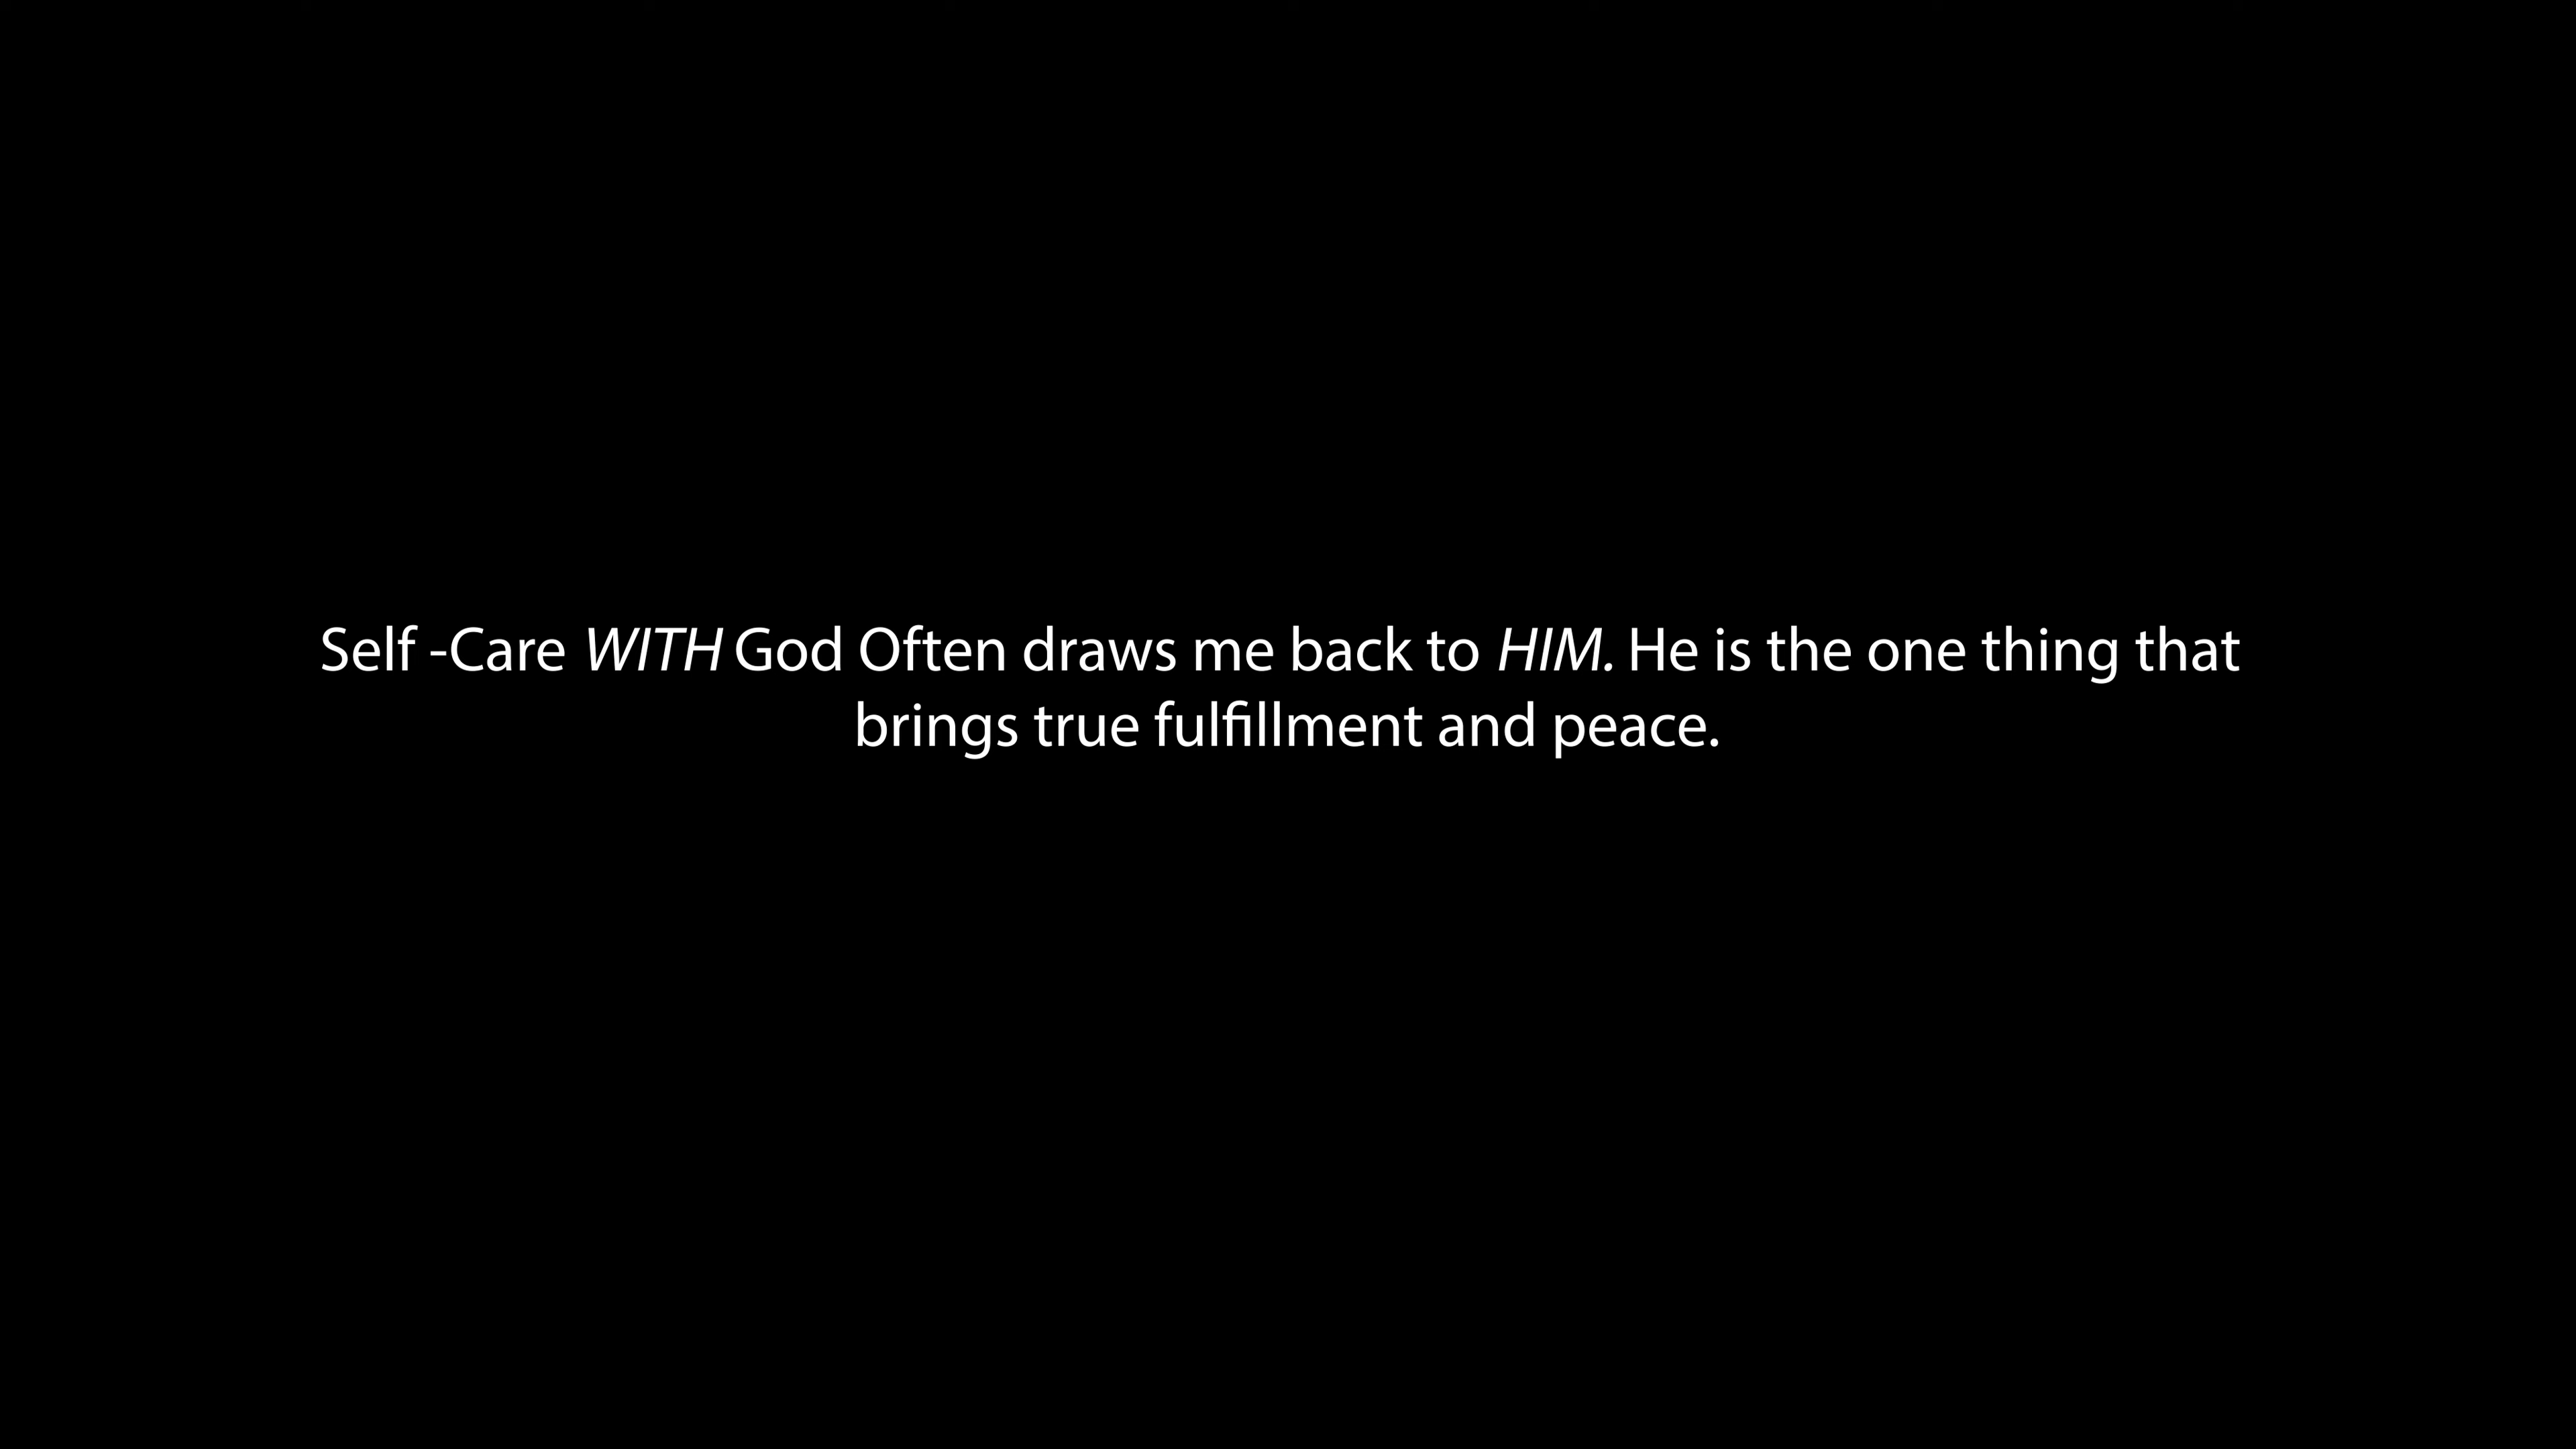 Self -Care WITH God Often draws me back to HIM. He is the one thing that
brings true fulfillment and peace.